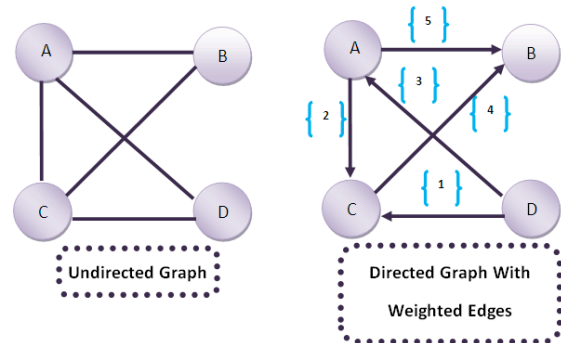 A
B
C
D
Undirected Graph
A
{ 5 }
B
{ 3 }
{ 2 }
{ 4 }
C
{ 1 }
D
Directed Graph With
Weighted Edges